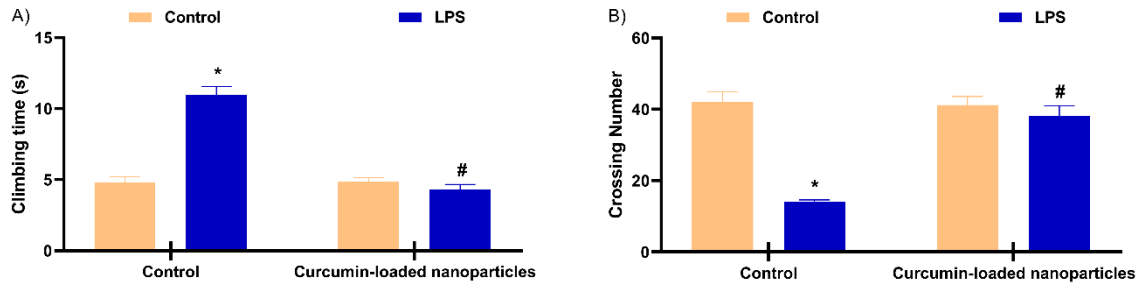 A)
Control
LPS
Climbing time (s)
15
10
5
0
*
#
Control
Curcumin-loaded nanoparticles
B)
Control
LPS
Crossing Number
60
40
20
0
*
#
Control
Curcumin-loaded nanoparticles